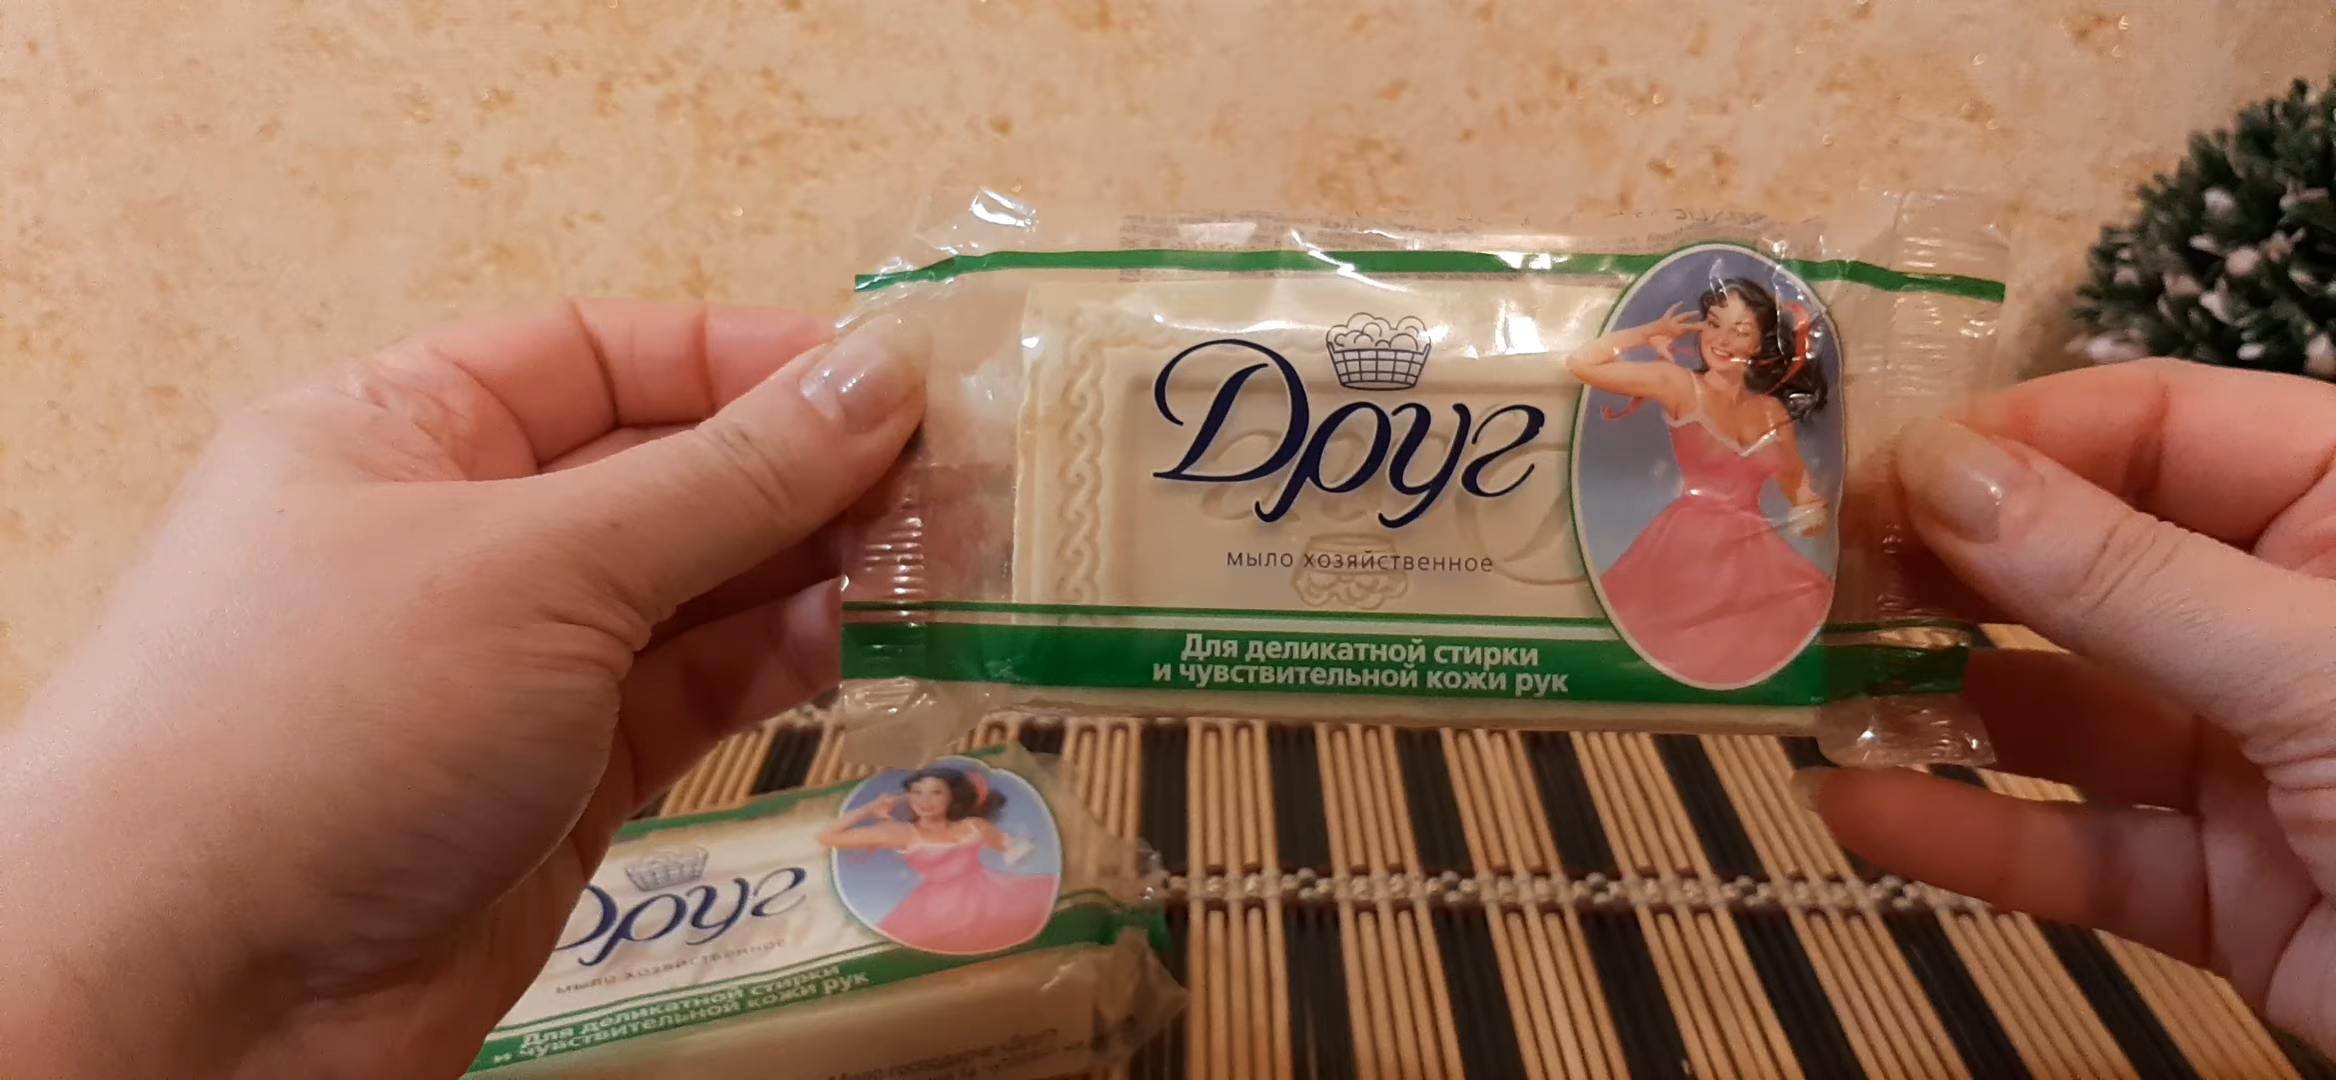 Друг
мыло хозяйственное
Для деликатной стирки
и чувствительной кожи рук
Друг
мыло хозяйственное
Для деликатной стирки
и чувствительной кожи рук